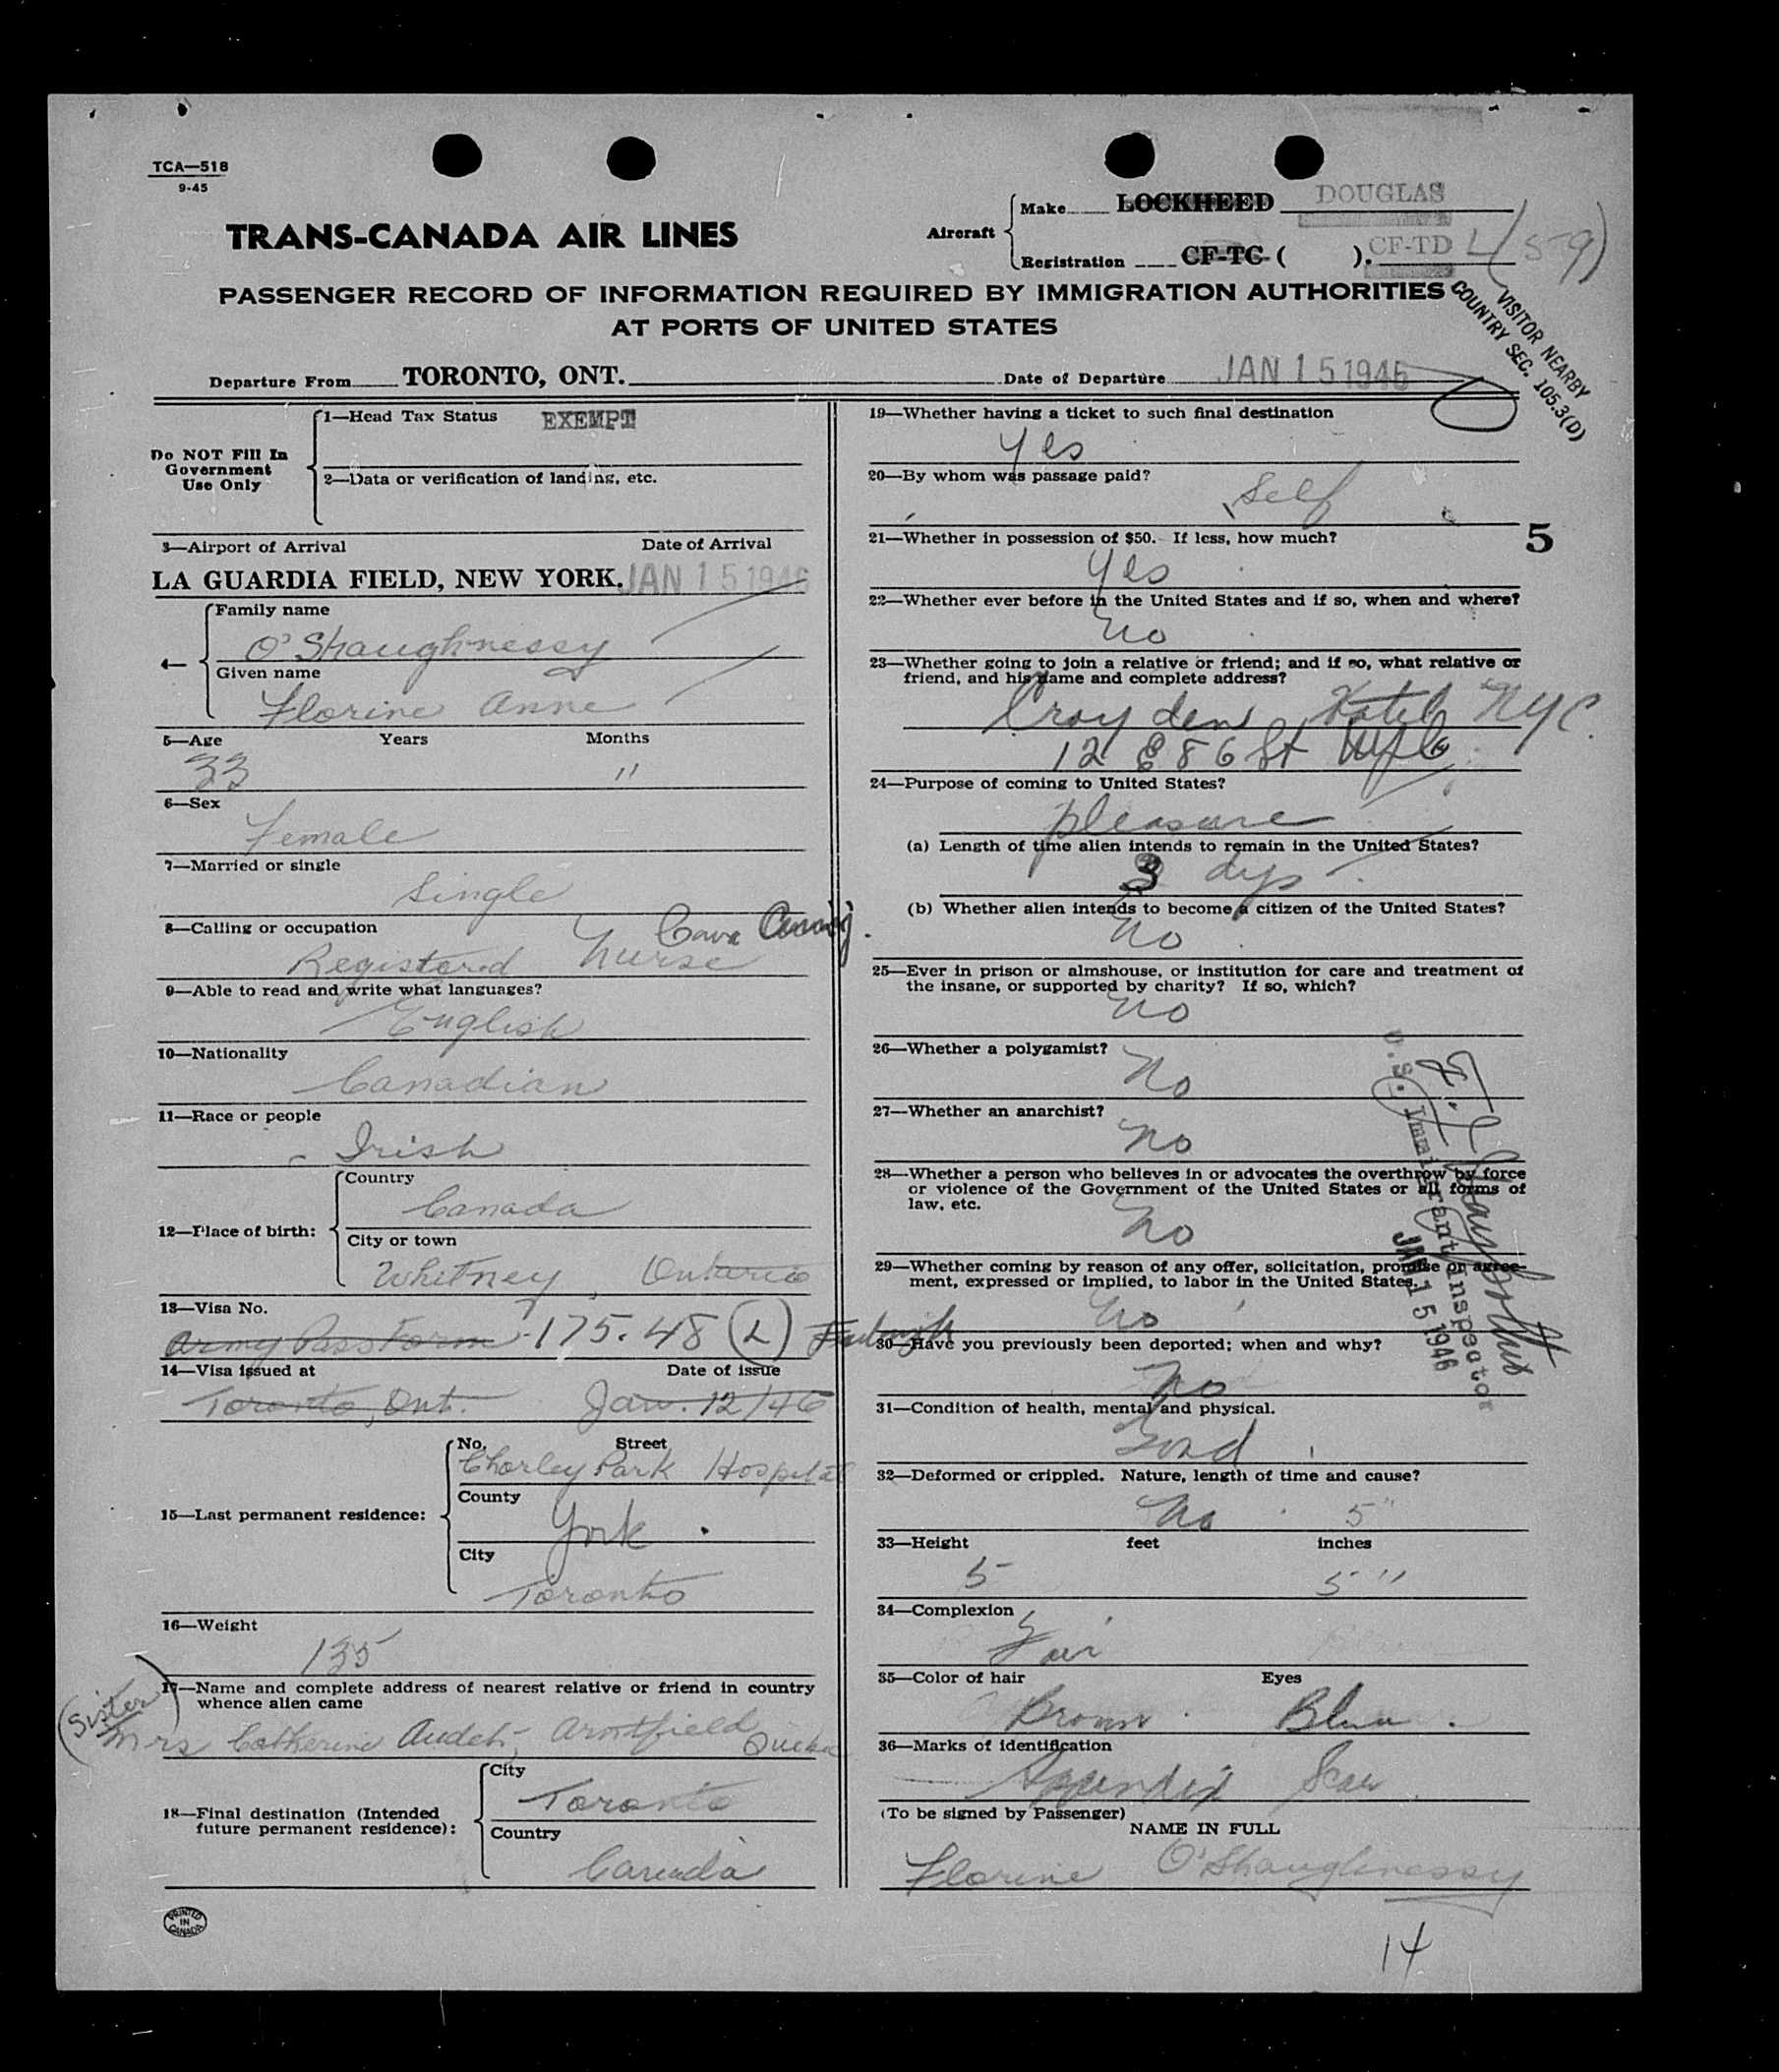 TCA—518
9-45
TRANS-CANADA AIR LINES
Aircraft
Make LOCKHEED DOUGLAS
Registration CF-TC ( ). CF-TD L (59)
PASSENGER RECORD OF INFORMATION REQUIRED BY IMMIGRATION AUTHORITIES
AT PORTS OF UNITED STATES
VISITOR NEARBY
COUNTRY SEC. 105.3(D)
Departure From TORONTO, ONT. Date of Departure JAN 15 1946
Do NOT Fill In
Government
Use Only
1—Head Tax Status EXEMPT
2—Data or verification of landing, etc.
3—Airport of Arrival Date of Arrival
LA GUARDIA FIELD, NEW YORK. JAN 15 1946
4—
Family name
O'Shaughnessy
Given name
Florine Anne
5—Age Years Months
33 11
6—Sex
Female
7—Married or single
Single
8—Calling or occupation
Registered Nurse
9—Able to read and write what languages?
English
10—Nationality
Canadian
11—Race or people
Irish
12—Place of birth:
Country
Canada
City or town
Whitney, Ontario
13—Visa No.
Army Pass Form 175.48 (L) Furlough
14—Visa issued at Date of issue
Toronto, Ont. Jan. 12/46
15—Last permanent residence:
No. Street
Chorley Park Hospital
County
York
City
Toronto
16—Weight
135
17—Name and complete address of nearest relative or friend in country
whence alien came
(Sister)
Mrs Catherine Audet, Arntfield Quebec
18—Final destination (Intended
future permanent residence):
City
Toronto
Country
Canada
PRINTED
IN
CANADA
19—Whether having a ticket to such final destination
Yes
20—By whom was passage paid?
Self
21—Whether in possession of $50. If less, how much?
5
Yes
22—Whether ever before in the United States and if so, when and where?
No
23—Whether going to join a relative or friend; and if so, what relative or
friend, and his name and complete address?
Croyden Hotel NYC.
12 E 86 St
24—Purpose of coming to United States?
pleasure
(a) Length of time alien intends to remain in the United States?
3 dys
(b) Whether alien intends to become a citizen of the United States?
No
25—Ever in prison or almshouse, or institution for care and treatment of
the insane, or supported by charity? If so, which?
No
26—Whether a polygamist?
No
27—Whether an anarchist?
No
28—Whether a person who believes in or advocates the overthrow by force
or violence of the Government of the United States or all forms of
law, etc.
No
29—Whether coming by reason of any offer, solicitation, promise or agree-
ment, expressed or implied, to labor in the United States.
No
U.S. Immigrant Inspector
JAN 15 1946
30—Have you previously been deported; when and why?
No
31—Condition of health, mental and physical.
Good
32—Deformed or crippled. Nature, length of time and cause?
No 5"
33—Height feet inches
5 5"
34—Complexion
Fair
35—Color of hair Eyes
Brown Blue
36—Marks of identification
Appendix Scar
(To be signed by Passenger)
NAME IN FULL
Florine O'Shaughnessy
14